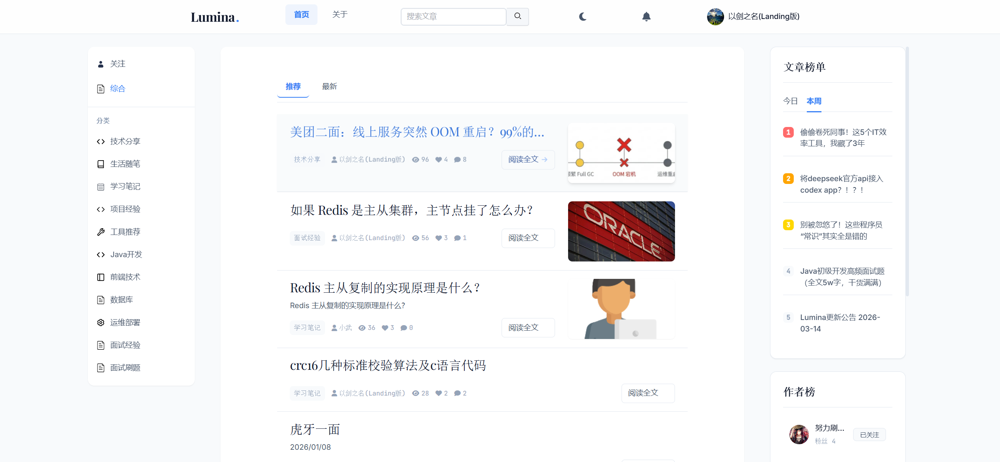 Lumina.
首页
关于
搜索文章
以剑之名(Landing版)
关注
综合
分类
技术分享
生活随笔
学习笔记
项目经验
工具推荐
Java开发
前端技术
数据库
运维部署
面试经验
面试刷题
推荐
最新
美团二面：线上服务突然 OOM 重启？99%的...
技术分享
以剑之名(Landing版)
96
4
8
阅读全文
频繁 Full GC
OOM 宕机
运维重启
如果 Redis 是主从集群，主节点挂了怎么办？
面试经验
以剑之名(Landing版)
56
3
1
阅读全文
ORACLE
Redis 主从复制的实现原理是什么？
Redis 主从复制的实现原理是什么?
学习笔记
小武
36
3
0
阅读全文
crc16几种标准校验算法及c语言代码
学习笔记
以剑之名(Landing版)
28
2
2
阅读全文
虎牙一面
2026/01/08
文章榜单
今日
本周
1
偷偷卷死同事！这5个IT效
率工具，我藏了3年
2
将deepseek官方api接入
codex app？！？！
3
别被忽悠了！这些程序员
“常识”其实全是错的
4
Java初级开发高频面试题
（全文5w字，干货满满）
5
Lumina更新公告 2026-
03-14
作者榜
努力刷...
粉丝 4
已关注